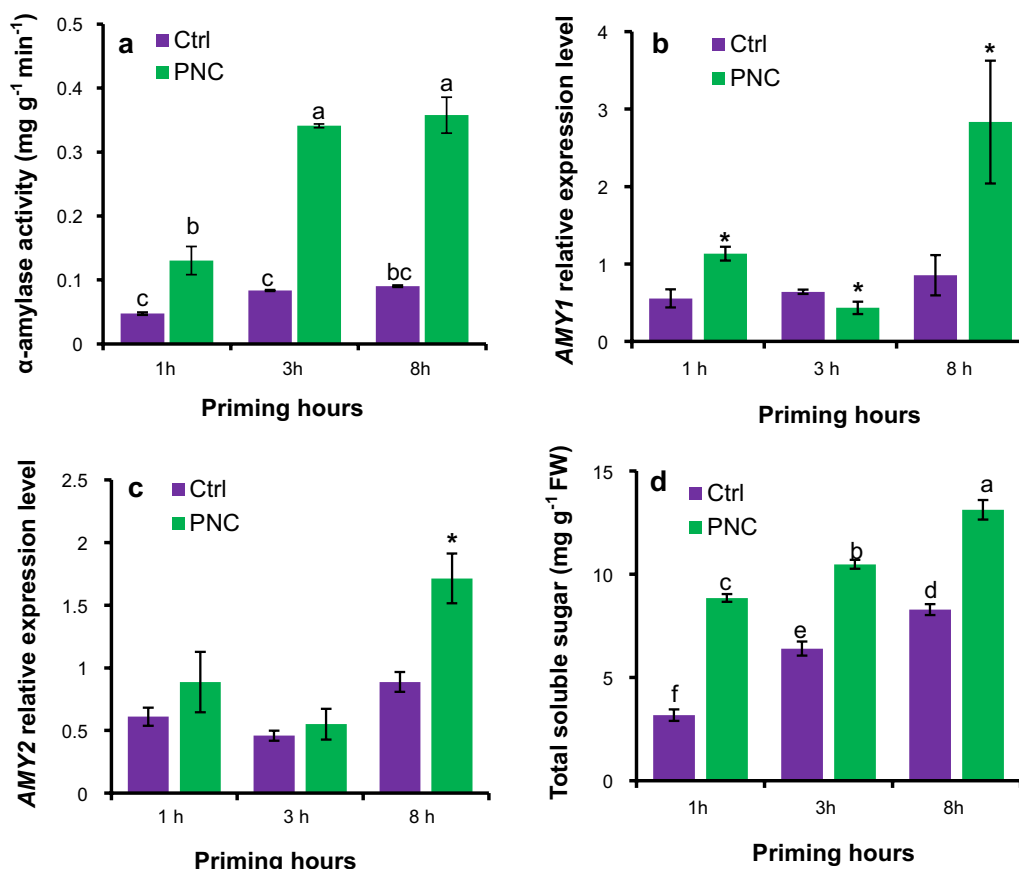 a
Ctrl
PNC
α-amylase activity (mg g⁻¹ min⁻¹)
0.5
0.4
0.3
0.2
0.1
0
c
b
c
a
bc
a
1h 3h 8h
Priming hours
b
Ctrl
PNC
AMY1 relative expression level
4
3
2
1
0
*
*
*
1 h 3 h 8 h
Priming hours
c
Ctrl
PNC
AMY2 relative expression level
2.5
2
1.5
1
0.5
0
*
1 h 3 h 8 h
Priming hours
d
Ctrl
PNC
Total soluble sugar (mg g⁻¹ FW)
15
10
5
0
f
c
e
b
d
a
1h 3h 8h
Priming hours